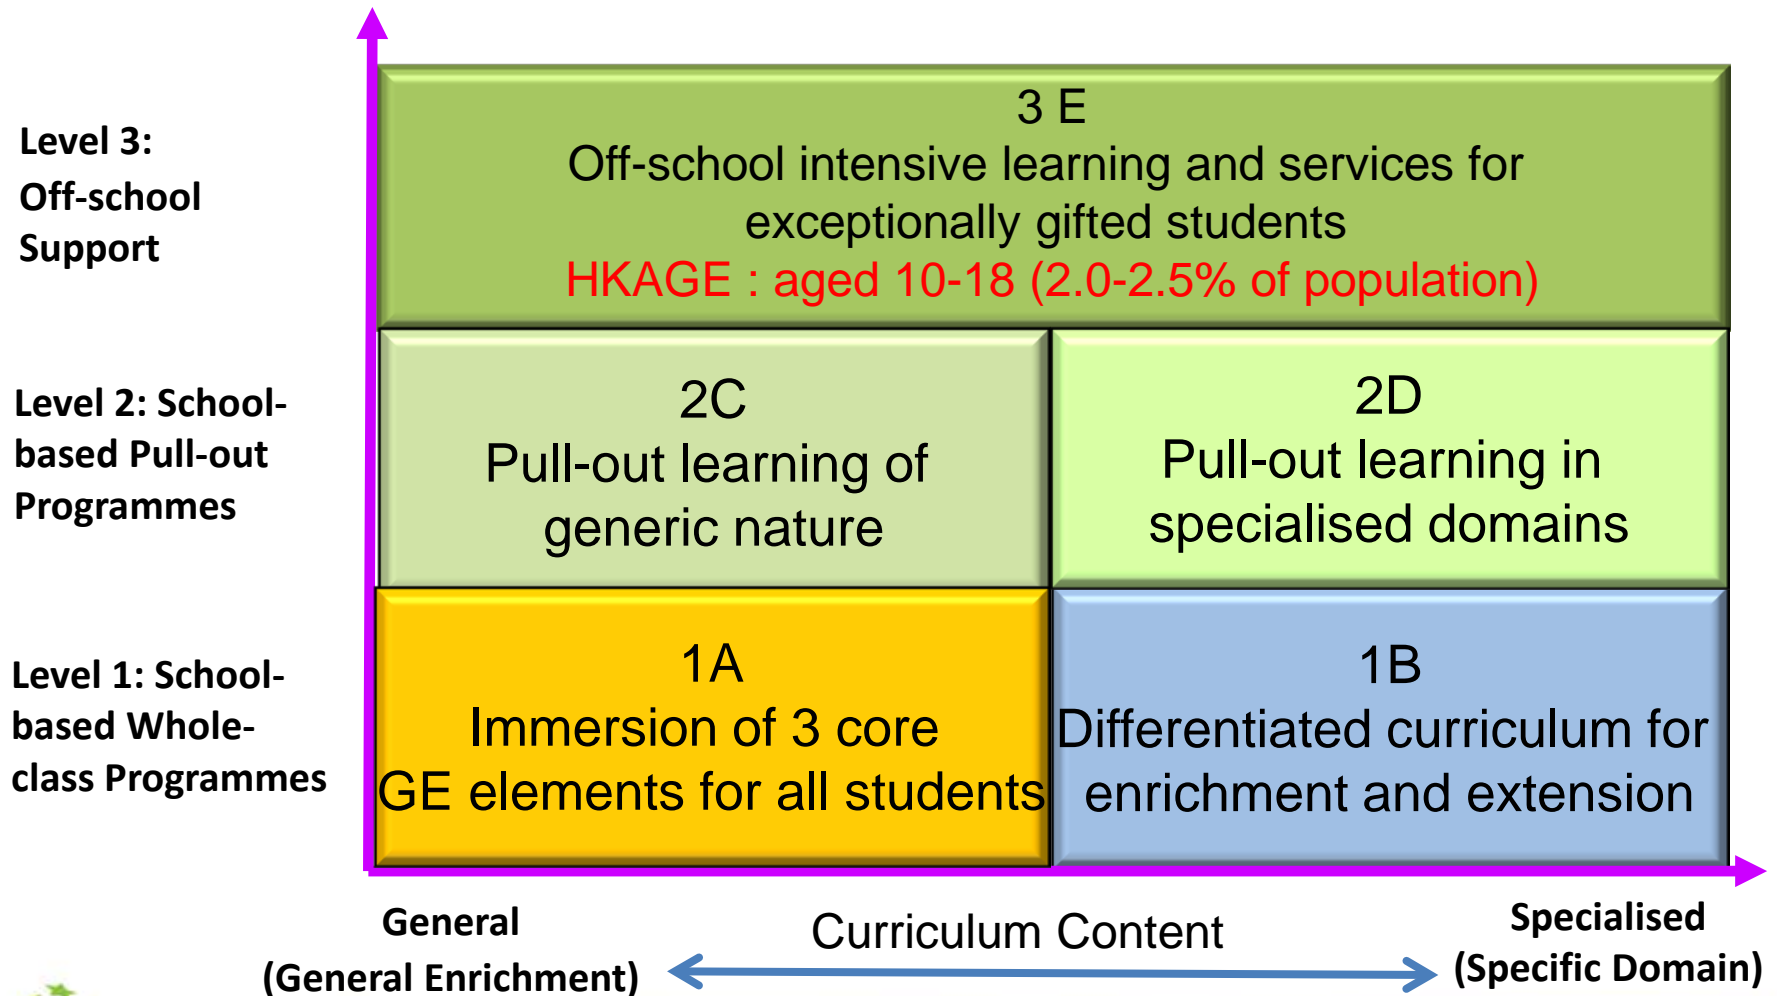 Level 3:
Off-school
Support
3 E
Off-school intensive learning and services for
exceptionally gifted students
HKAGE : aged 10-18 (2.0-2.5% of population)
Level 2: School-
based Pull-out
Programmes
2C
Pull-out learning of
generic nature
2D
Pull-out learning in
specialised domains
Level 1: School-
based Whole-
class Programmes
1A
Immersion of 3 core
GE elements for all students
1B
Differentiated curriculum for
enrichment and extension
General
(General Enrichment)
Curriculum Content
Specialised
(Specific Domain)